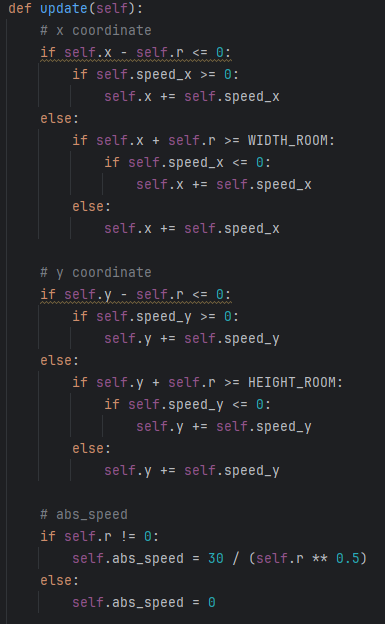 def update(self):
    # x coordinate
    if self.x - self.r <= 0:
        if self.speed_x >= 0:
            self.x += self.speed_x
    else:
        if self.x + self.r >= WIDTH_ROOM:
            if self.speed_x <= 0:
                self.x += self.speed_x
        else:
            self.x += self.speed_x

    # y coordinate
    if self.y - self.r <= 0:
        if self.speed_y >= 0:
            self.y += self.speed_y
    else:
        if self.y + self.r >= HEIGHT_ROOM:
            if self.speed_y <= 0:
                self.y += self.speed_y
        else:
            self.y += self.speed_y

    # abs_speed
    if self.r != 0:
        self.abs_speed = 30 / (self.r ** 0.5)
    else:
        self.abs_speed = 0